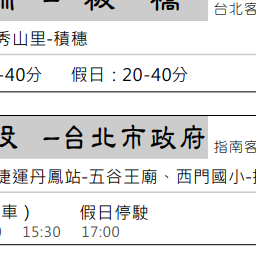 板 橋
台北客
秀山里-積穗
-40分 假日：20-40分
設 －台北市政府
指南客
捷運丹鳳站-五谷王廟、西門國小-
車） 假日停駛
15:30 17:00